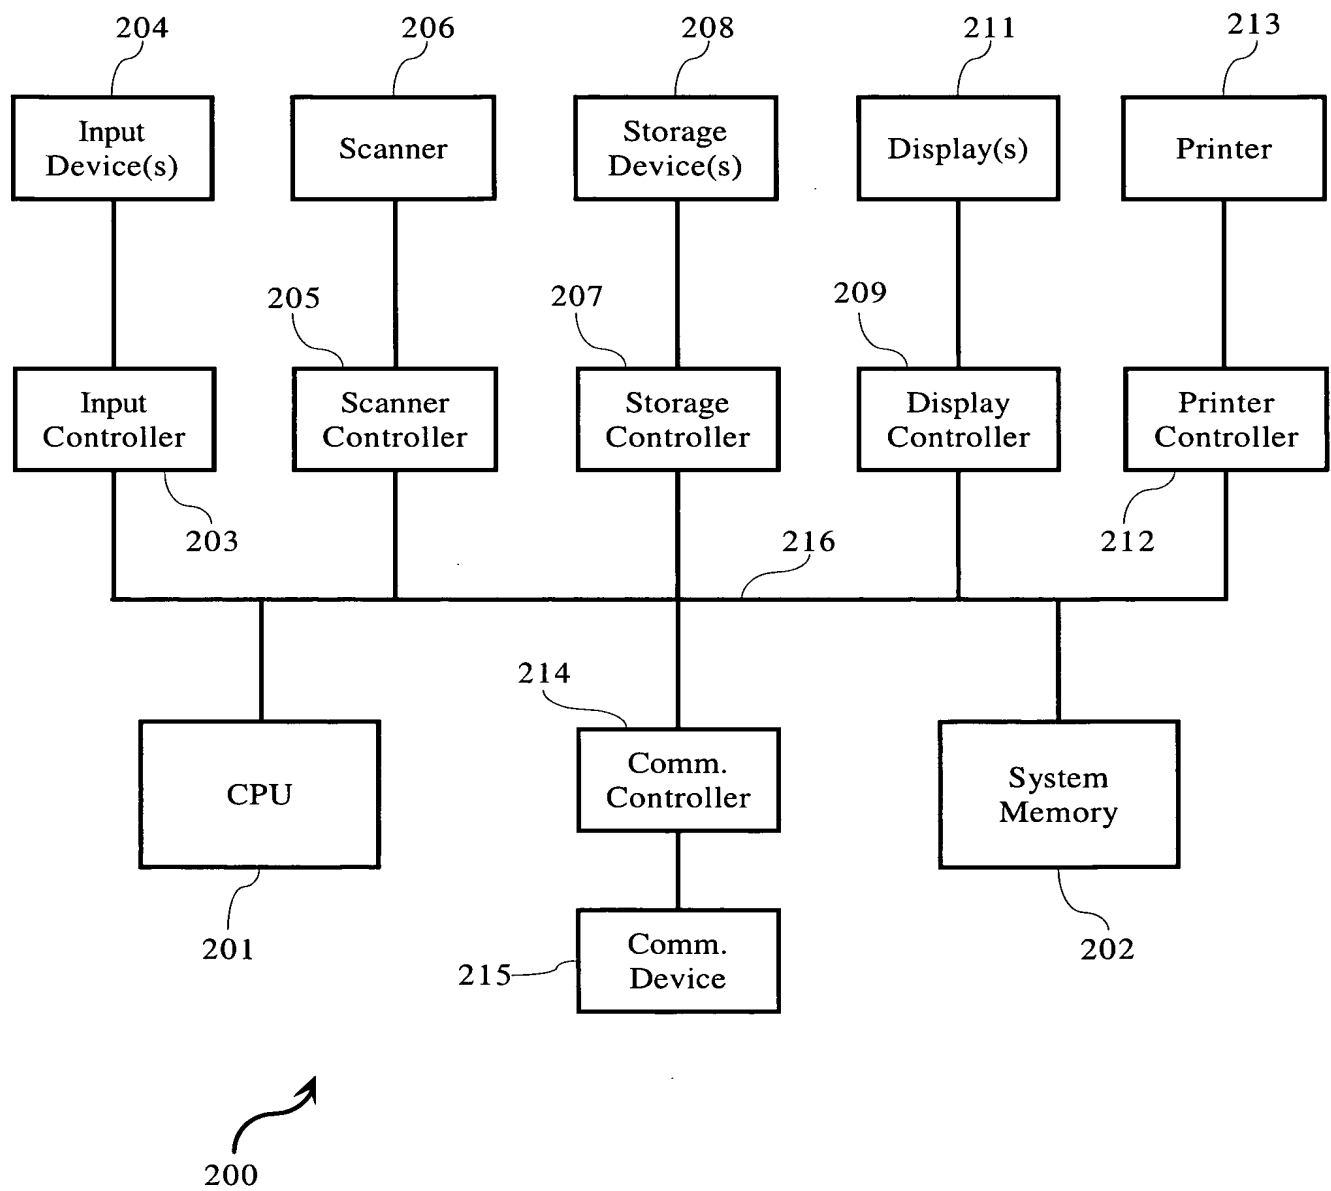 204
206
208
211
213
Input
Device(s)
Scanner
Storage
Device(s)
Display(s)
Printer
205
207
209
Input
Controller
Scanner
Controller
Storage
Controller
Display
Controller
Printer
Controller
203
216
212
214
CPU
Comm.
Controller
System
Memory
201
215
Comm.
Device
202
200